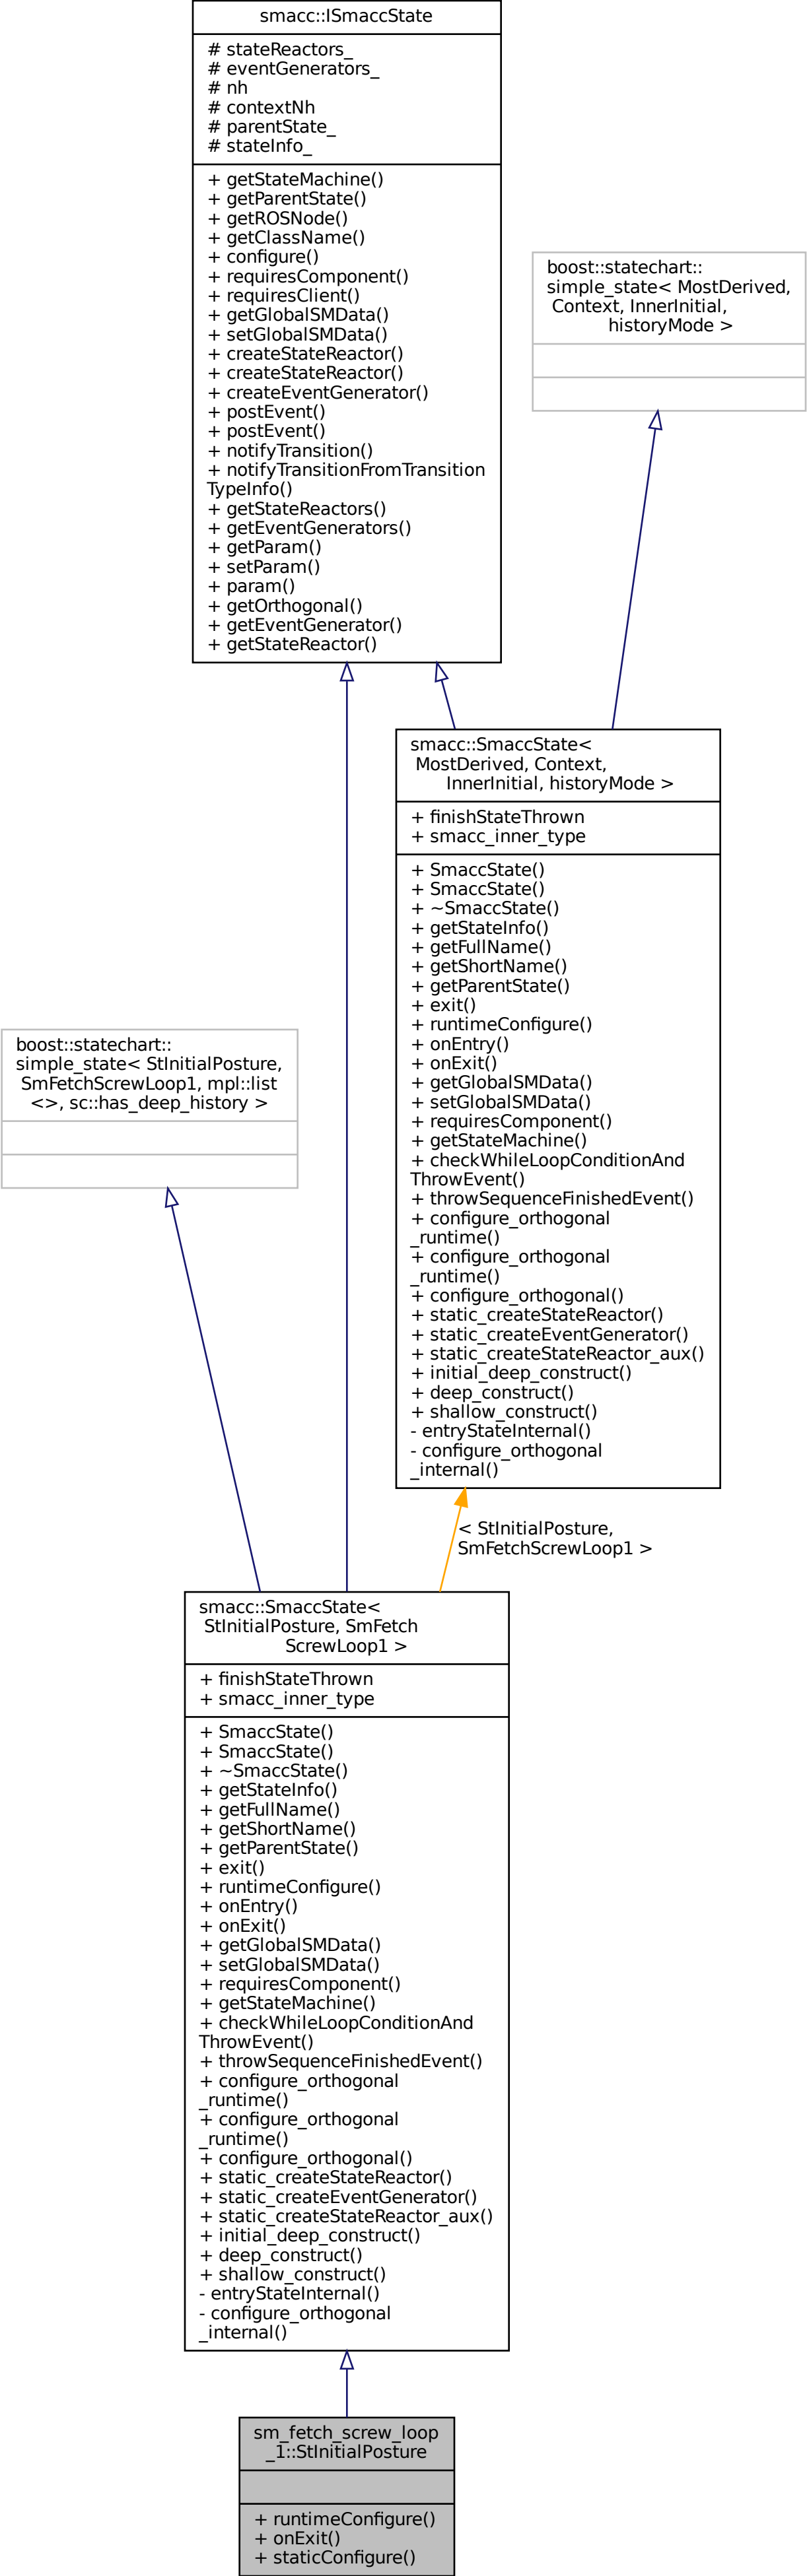 smacc::ISmaccState
# stateReactors_
# eventGenerators_
# nh
# contextNh
# parentState_
# stateInfo_
+ getStateMachine()
+ getParentState()
+ getROSNode()
+ getClassName()
+ configure()
+ requiresComponent()
+ requiresClient()
+ getGlobalSMData()
+ setGlobalSMData()
+ createStateReactor()
+ createStateReactor()
+ createEventGenerator()
+ postEvent()
+ postEvent()
+ notifyTransition()
+ notifyTransitionFromTransition
TypeInfo()
+ getStateReactors()
+ getEventGenerators()
+ getParam()
+ setParam()
+ param()
+ getOrthogonal()
+ getEventGenerator()
+ getStateReactor()
boost::statechart::
simple_state< MostDerived,
Context, InnerInitial,
historyMode >
smacc::SmaccState<
MostDerived, Context,
InnerInitial, historyMode >
+ finishStateThrown
+ smacc_inner_type
+ SmaccState()
+ SmaccState()
+ ~SmaccState()
+ getStateInfo()
+ getFullName()
+ getShortName()
+ getParentState()
+ exit()
+ runtimeConfigure()
+ onEntry()
+ onExit()
+ getGlobalSMData()
+ setGlobalSMData()
+ requiresComponent()
+ getStateMachine()
+ checkWhileLoopConditionAnd
ThrowEvent()
+ throwSequenceFinishedEvent()
+ configure_orthogonal
_runtime()
+ configure_orthogonal
_runtime()
+ configure_orthogonal()
+ static_createStateReactor()
+ static_createEventGenerator()
+ static_createStateReactor_aux()
+ initial_deep_construct()
+ deep_construct()
+ shallow_construct()
- entryStateInternal()
- configure_orthogonal
_internal()
boost::statechart::
simple_state< StInitialPosture,
SmFetchScrewLoop1, mpl::list
<>, sc::has_deep_history >
< StInitialPosture,
SmFetchScrewLoop1 >
smacc::SmaccState<
StInitialPosture, SmFetch
ScrewLoop1 >
+ finishStateThrown
+ smacc_inner_type
+ SmaccState()
+ SmaccState()
+ ~SmaccState()
+ getStateInfo()
+ getFullName()
+ getShortName()
+ getParentState()
+ exit()
+ runtimeConfigure()
+ onEntry()
+ onExit()
+ getGlobalSMData()
+ setGlobalSMData()
+ requiresComponent()
+ getStateMachine()
+ checkWhileLoopConditionAnd
ThrowEvent()
+ throwSequenceFinishedEvent()
+ configure_orthogonal
_runtime()
+ configure_orthogonal
_runtime()
+ configure_orthogonal()
+ static_createStateReactor()
+ static_createEventGenerator()
+ static_createStateReactor_aux()
+ initial_deep_construct()
+ deep_construct()
+ shallow_construct()
- entryStateInternal()
- configure_orthogonal
_internal()
sm_fetch_screw_loop
_1::StInitialPosture
+ runtimeConfigure()
+ onExit()
+ staticConfigure()